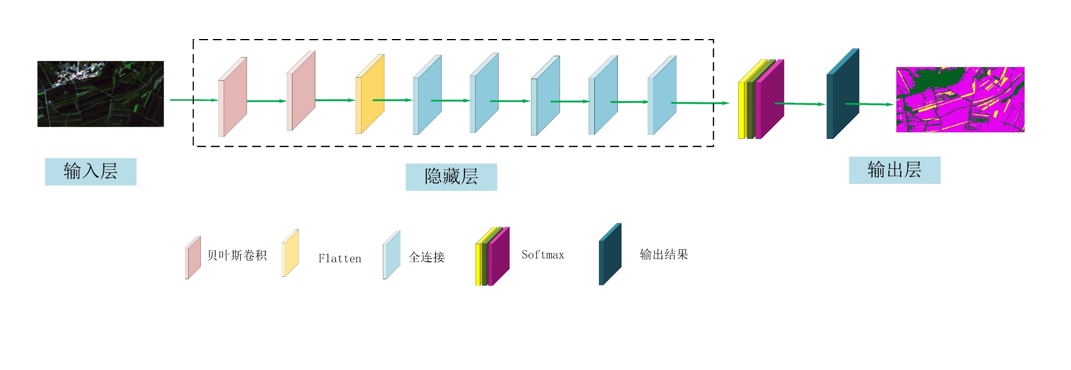 输入层
隐藏层
输出层
贝叶斯卷积
Flatten
全连接
Softmax
输出结果